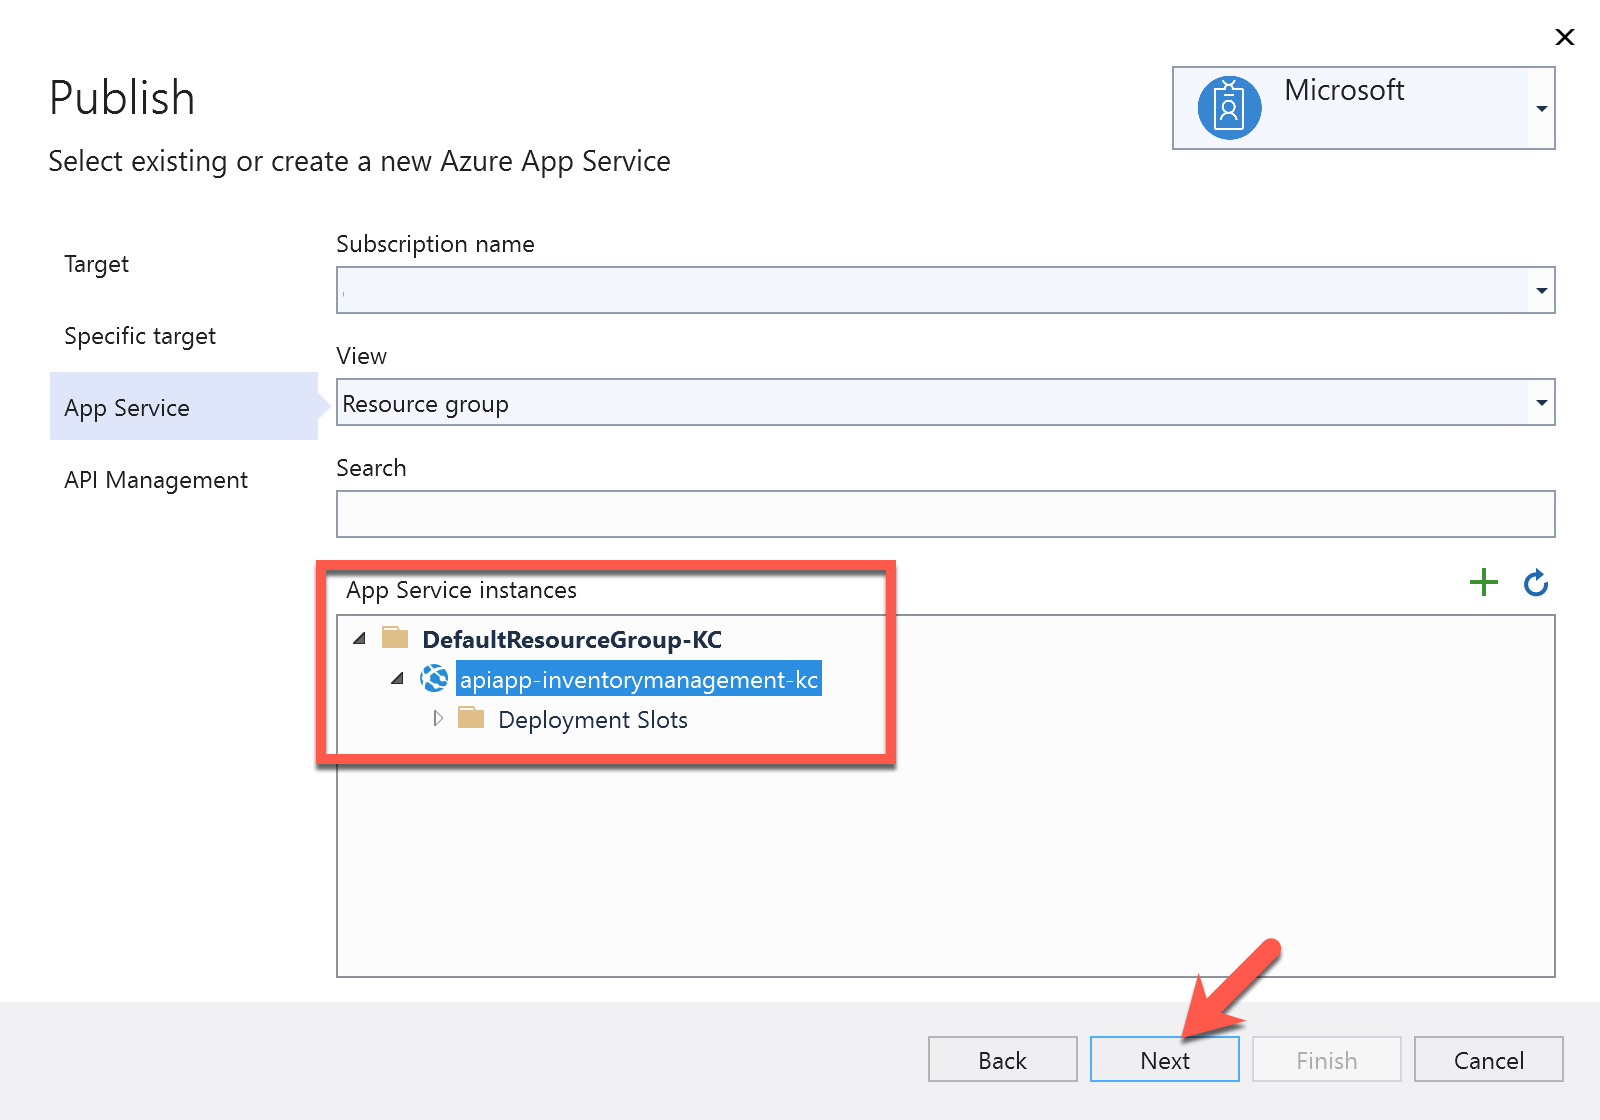 Publish
Microsoft
Select existing or create a new Azure App Service
Target
Specific target
App Service
API Management
Subscription name
View
Resource group
Search
App Service instances
DefaultResourceGroup-KC
apiapp-inventorymanagement-kc
Deployment Slots
Back
Next
Finish
Cancel